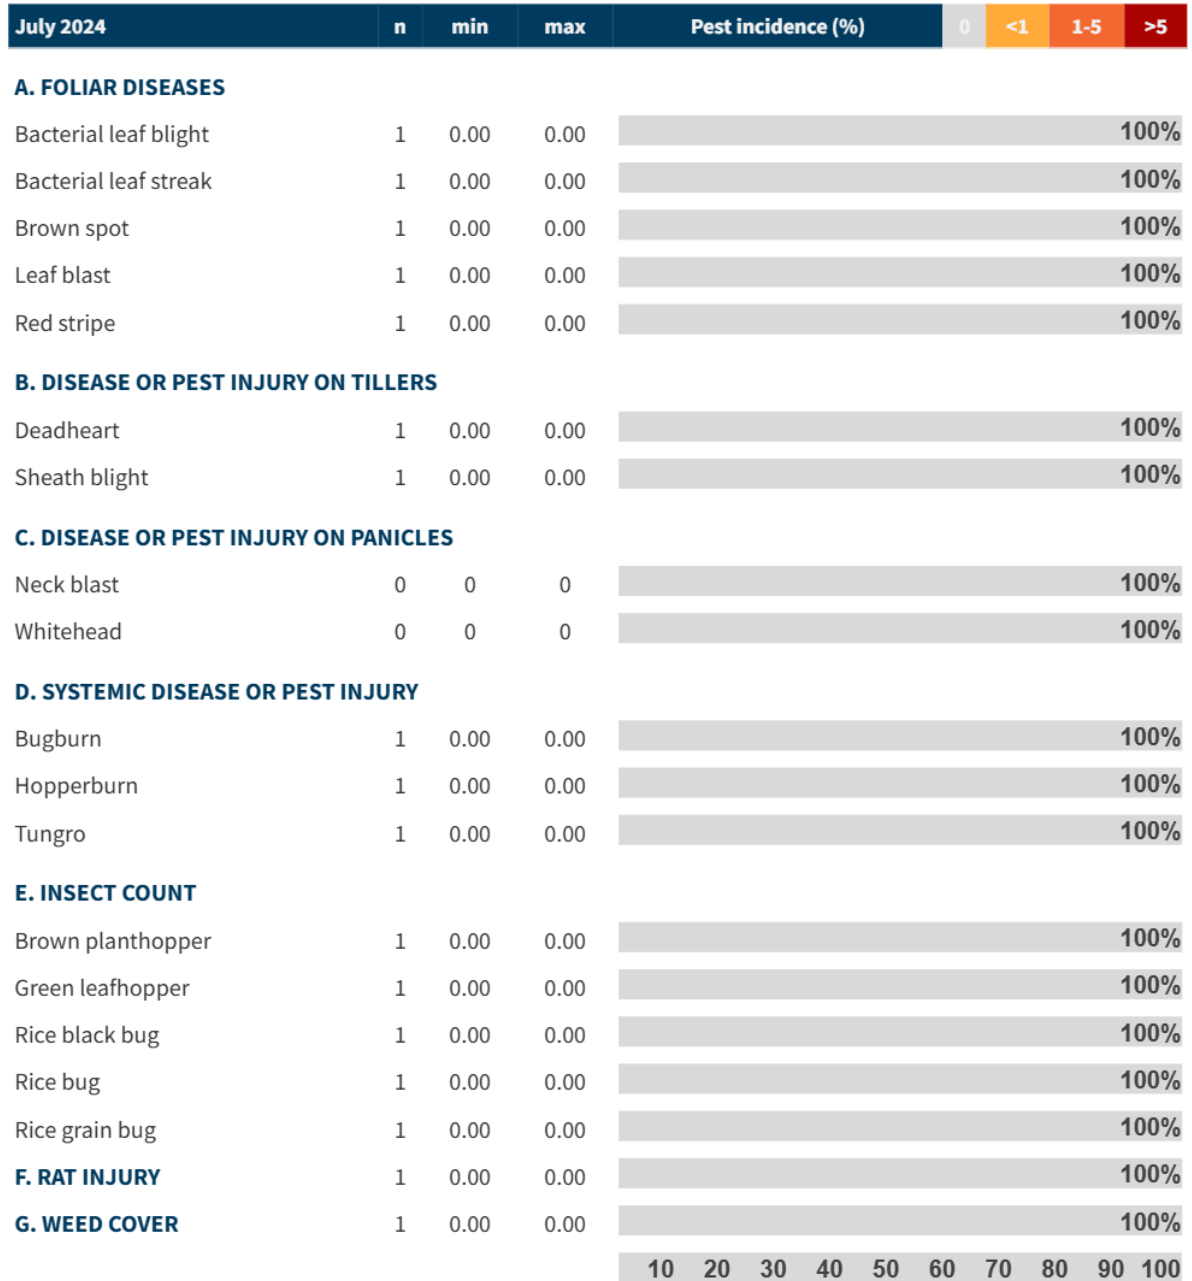 July 2024 n min max Pest incidence (%) 0 <1 1-5 >5
A. FOLIAR DISEASES
Bacterial leaf blight 1 0.00 0.00 100%
Bacterial leaf streak 1 0.00 0.00 100%
Brown spot 1 0.00 0.00 100%
Leaf blast 1 0.00 0.00 100%
Red stripe 1 0.00 0.00 100%
B. DISEASE OR PEST INJURY ON TILLERS
Deadheart 1 0.00 0.00 100%
Sheath blight 1 0.00 0.00 100%
C. DISEASE OR PEST INJURY ON PANICLES
Neck blast 0 0 0 100%
Whitehead 0 0 0 100%
D. SYSTEMIC DISEASE OR PEST INJURY
Bugburn 1 0.00 0.00 100%
Hopperburn 1 0.00 0.00 100%
Tungro 1 0.00 0.00 100%
E. INSECT COUNT
Brown planthopper 1 0.00 0.00 100%
Green leafhopper 1 0.00 0.00 100%
Rice black bug 1 0.00 0.00 100%
Rice bug 1 0.00 0.00 100%
Rice grain bug 1 0.00 0.00 100%
F. RAT INJURY 1 0.00 0.00 100%
G. WEED COVER 1 0.00 0.00 100%
10 20 30 40 50 60 70 80 90 100